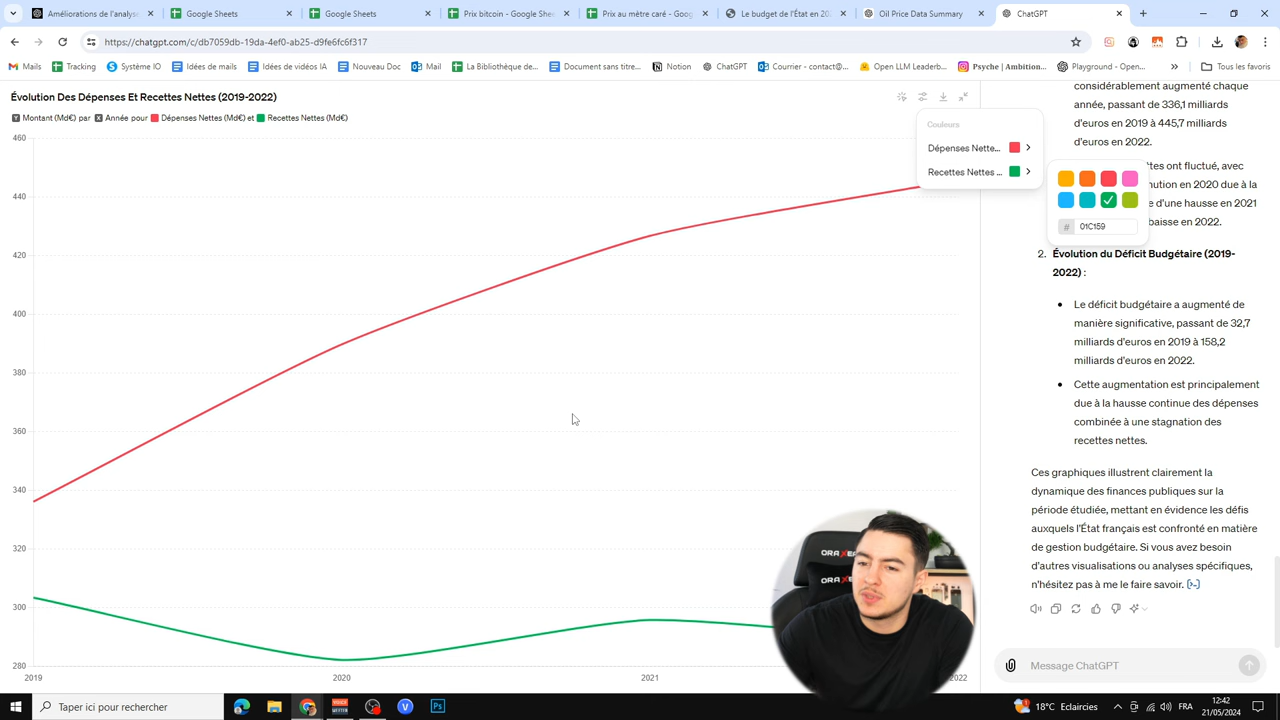 Améliorations de l'analyse
Google Sheets
Google Sheets
Prix bitcoin - Google Shee
Prix au mètre carré - Goog
Le budget de l'État en 202
Oil Price Data Summary
ChatGPT
https://chatgpt.com/c/db7059db-19da-4ef0-ab25-d9fe6fc6f317
Mails
Tracking
Système IO
Idées de mails
Idées de vidéos IA
Nouveau Doc
Mail
La Bibliothèque de...
Document sans titre...
Notion
ChatGPT
Courrier - contact@...
Open LLM Leaderb...
Psyche | Ambition...
Playground - Open...
Tous les favoris
Évolution Des Dépenses Et Recettes Nettes (2019-2022)
Montant (Md€) par Année pour Dépenses Nettes (Md€) et Recettes Nettes (Md€)
460
440
420
400
380
360
340
320
300
280
2019
2020
2021
2022
Couleurs
Dépenses Nette...
Recettes Nettes ...
# 01C159
considérablement augmenté chaque
année, passant de 336,1 milliards
d'euros en 2019 à 445,7 milliards
d'euros en 2022.
ttes ont fluctué, avec
nution en 2020 due à la
e d'une hausse en 2021
baisse en 2022.
2. Évolution du Déficit Budgétaire (2019-
2022) :
Le déficit budgétaire a augmenté de
manière significative, passant de 32,7
milliards d'euros en 2019 à 158,2
milliards d'euros en 2022.
Cette augmentation est principalement
due à la hausse continue des dépenses
combinée à une stagnation des
recettes nettes.
Ces graphiques illustrent clairement la
dynamique des finances publiques sur la
période étudiée, mettant en évidence les défis
auxquels l'État français est confronté en matière
de gestion budgétaire. Si vous avez besoin
d'autres visualisations ou analyses spécifiques,
n'hésitez pas à me le faire savoir. [>-]
Message ChatGPT
ORAXE
ORAXE
Taper ici pour rechercher
VOICE
Ps
18°C Eclaircies
FRA
12:42
21/05/2024